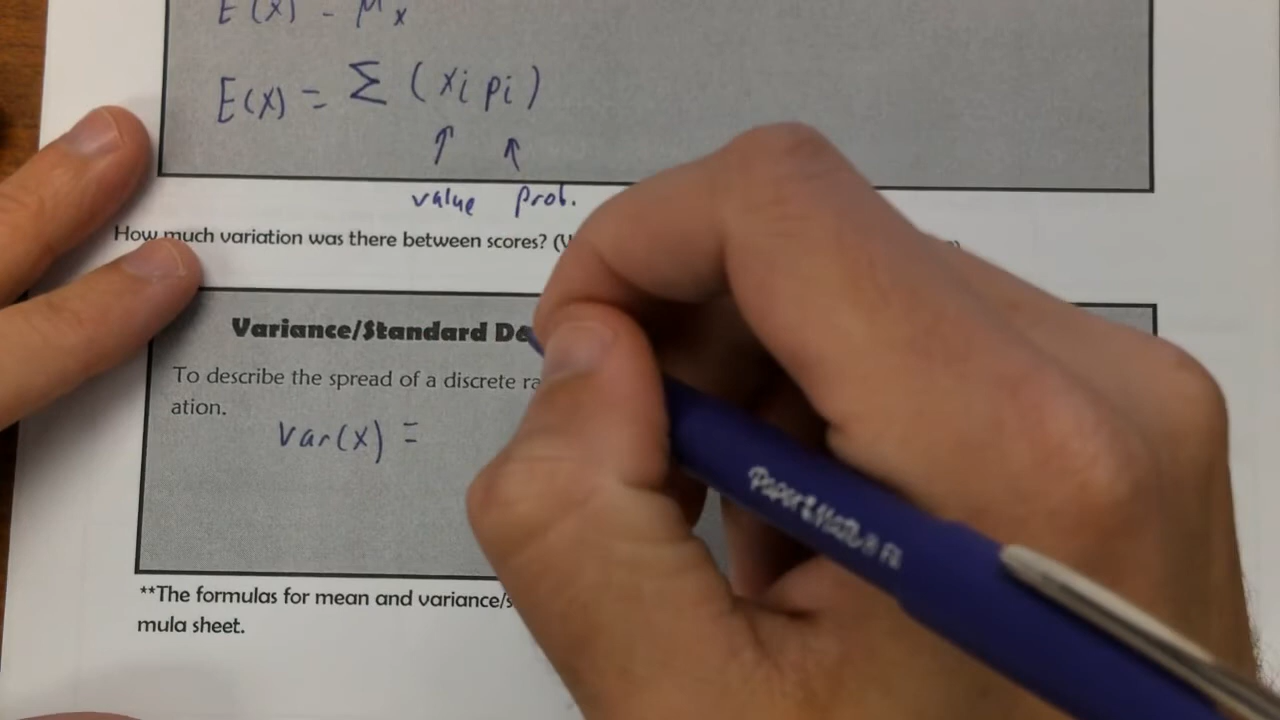 E(X) = μx
E(X) = Σ (xi pi)
↑ ↑
value prob.
How much variation was there between scores? (
Variance/Standard De
To describe the spread of a discrete ra
ation.
Var(X) =
**The formulas for mean and variance/s
mula sheet.
PaperMate